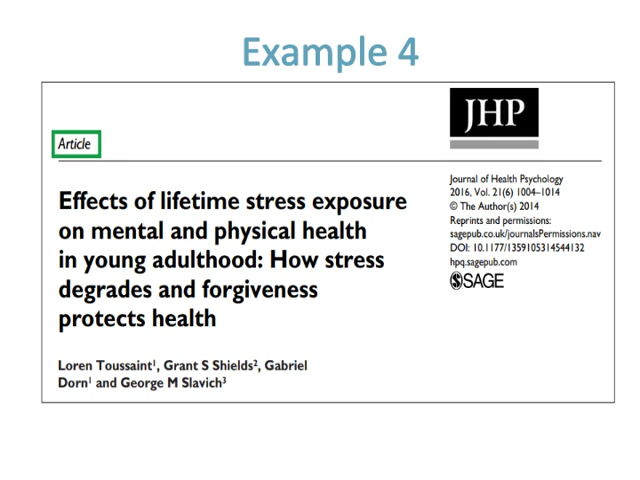 Example 4
JHP
Article
Journal of Health Psychology
2016, Vol. 21(6) 1004–1014
© The Author(s) 2014
Reprints and permissions:
sagepub.co.uk/journalsPermissions.nav
DOI: 10.1177/1359105314544132
hpq.sagepub.com
SAGE
Effects of lifetime stress exposure
on mental and physical health
in young adulthood: How stress
degrades and forgiveness
protects health
Loren Toussaint¹, Grant S Shields², Gabriel
Dorn¹ and George M Slavich³